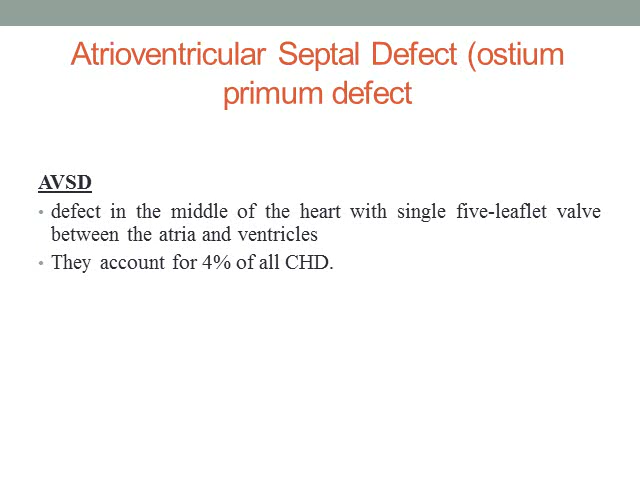 Atrioventricular Septal Defect (ostium
primum defect
AVSD
• defect in the middle of the heart with single five-leaflet valve
between the atria and ventricles
• They account for 4% of all CHD.